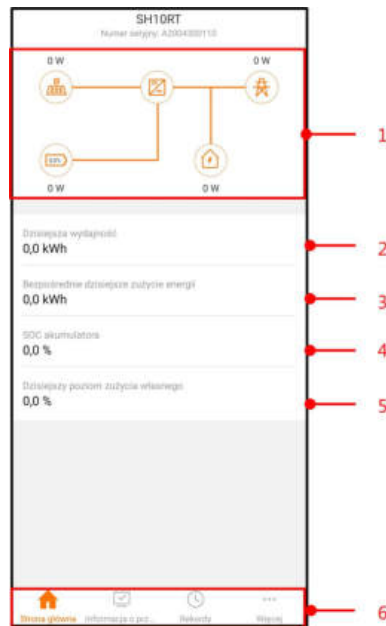 SH10RT
Numer seryjny: A2004300110
0 W
0 W
0 W
0 W
1
Dzisiejsza wydajność
0,0 kWh
2
Bezpośrednie dzisiejsze zużycie energii
0,0 kWh
3
SOC akumulatora
0,0 %
4
Dzisiejszy poziom zużycia własnego
0,0 %
5
Strona główna
Informacja o prz...
Rekordy
Więcej
6